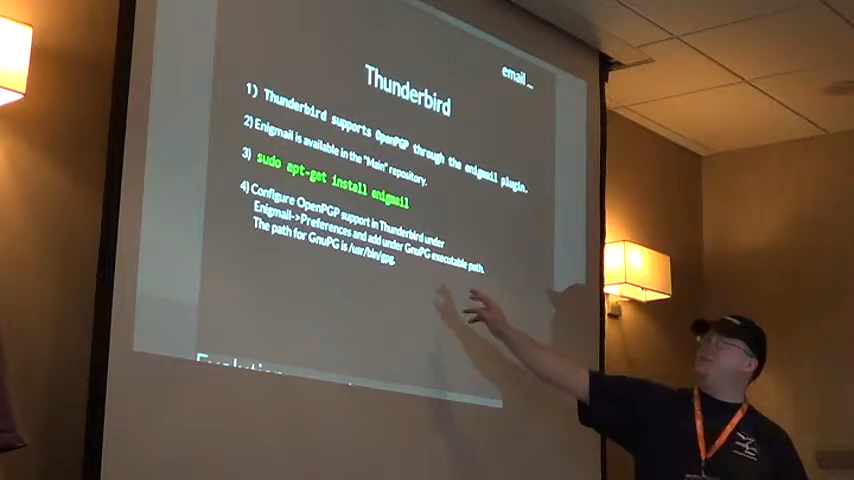 email ...
Thunderbird
1) Thunderbird supports OpenPGP through the enigmail plugin.
2) Enigmail is available in the "Main" repository.
3) sudo apt-get install enigmail
4) Configure OpenPGP support in Thunderbird under
Enigmail->Preferences and add under GnuPG executable path.
The path for GnuPG is /usr/bin/gpg.